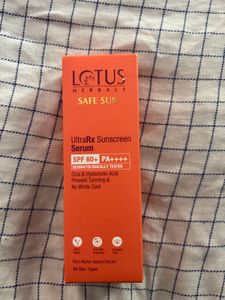 LOTUS
HERBALS
SAFE SUN
UltraRx Sunscreen
Serum
SPF 60+ PA++++
DERMATOLOGICALLY TESTED
Cica & Hyaluronic Acid
Prevent Tanning &
No White Cast
Rich Water-based Serum
All Skin Types